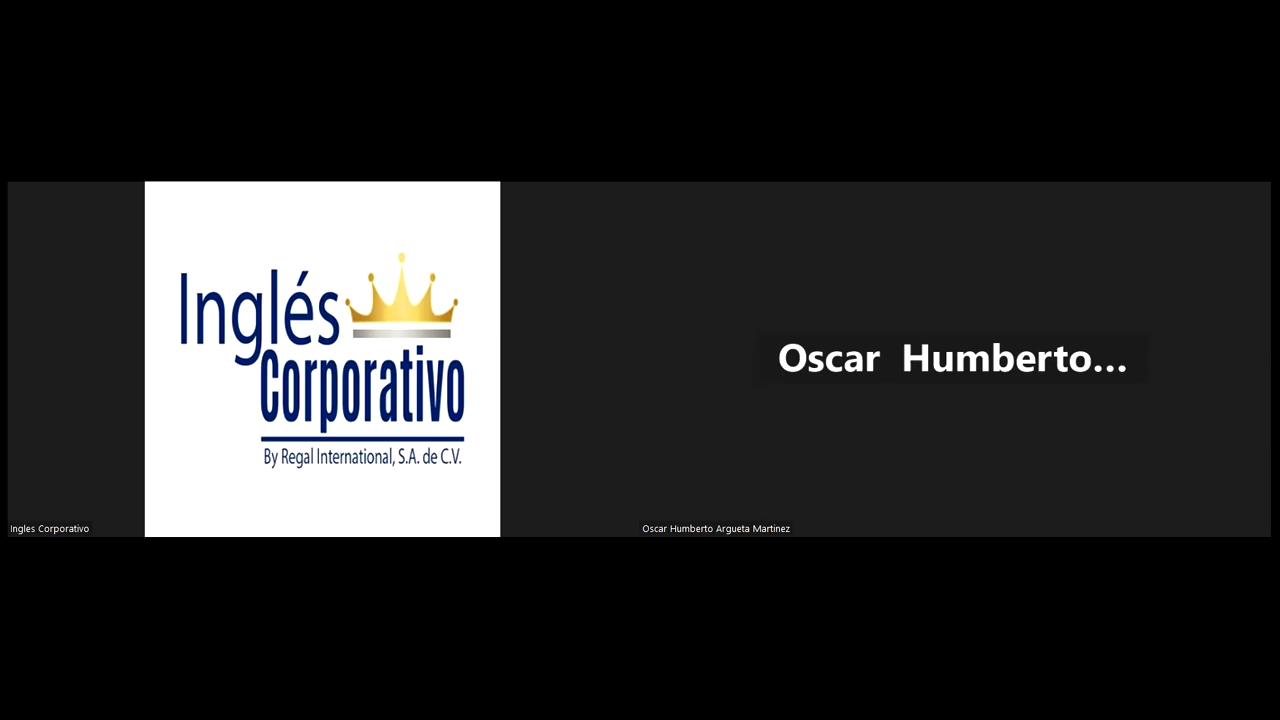 Inglés
Corporativo
By Regal International, S.A. de C.V.
Oscar Humberto...
Ingles Corporativo
Oscar Humberto Argueta Martinez